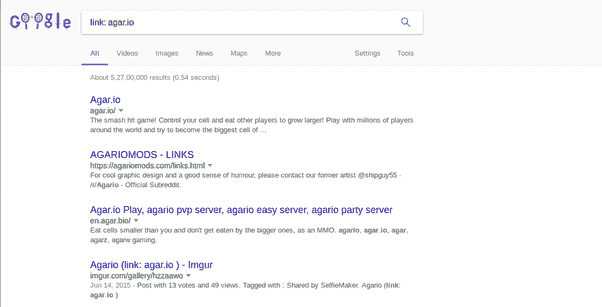 Google
link: agar.io
All Videos Images News Maps More Settings Tools
About 5,27,00,000 results (0.54 seconds)
Agar.io
agar.io/
The smash hit game! Control your cell and eat other players to grow larger! Play with millions of players
around the world and try to become the biggest cell of ...
AGARIOMODS - LINKS
https://agariomods.com/links.html
For cool graphic design and a good sense of humour, please contact our former artist @shipguy55 ·
/r/Agario - Official Subreddit.
Agar.io Play, agario pvp server, agario easy server, agario party server
en.agar.bio/
Eat cells smaller than you and don't get eaten by the bigger ones, as an MMO. agario, agar.io, agar,
agarz, agarw gaming.
Agario (link: agar.io ) - Imgur
imgur.com/gallery/hzzaawo
Jun 14, 2015 - Post with 13 votes and 49 views. Tagged with ; Shared by SelfieMaker. Agario (link:
agar.io )